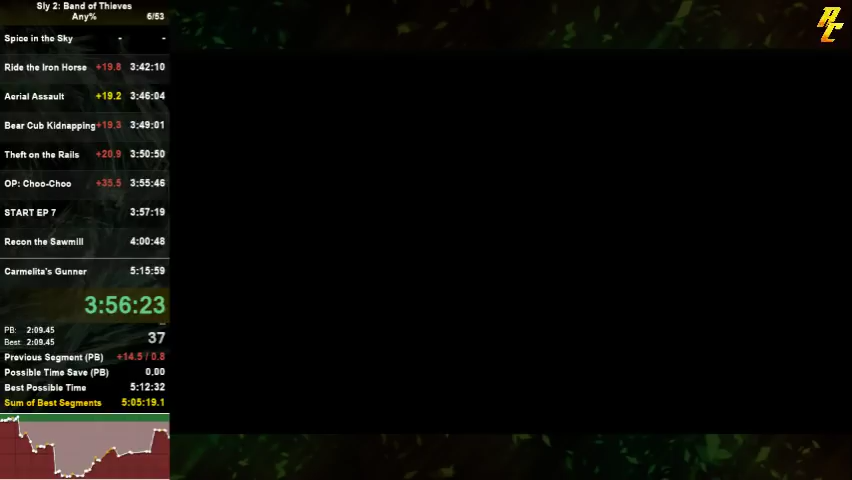 Sly 2: Band of Thieves
Any% 6/53
Spice in the Sky - -
Ride the Iron Horse +19.8 3:42:10
Aerial Assault +19.2 3:46:04
Bear Cub Kidnapping +19.3 3:49:01
Theft on the Rails +20.9 3:50:50
OP: Choo-Choo +35.5 3:55:46
START EP 7 3:57:19
Recon the Sawmill 4:00:48
Carmelita's Gunner 5:15:59
3:56:23
PB: 2:09.45
Best: 2:09.45
37
Previous Segment (PB) +14.5 / 0.8
Possible Time Save (PB) 0.00
Best Possible Time 5:12:32
Sum of Best Segments 5:05:19.1